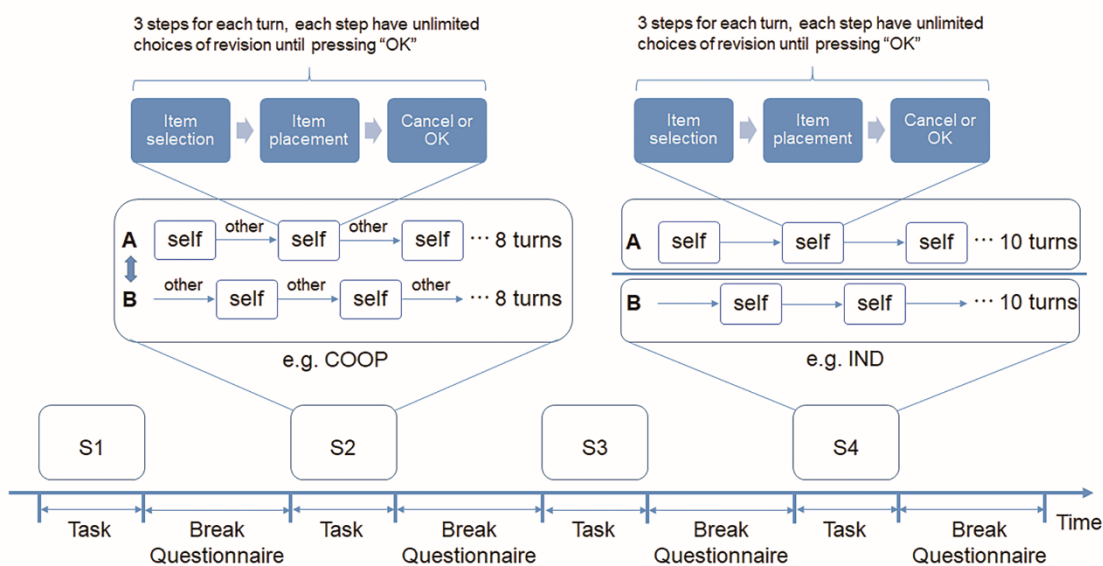 3 steps for each turn, each step have unlimited
choices of revision until pressing “OK”
Item
selection
Item
placement
Cancel or
OK
A
self
other
self
other
self
··· 8 turns
B
other
self
other
self
other
··· 8 turns
e.g. COOP
3 steps for each turn, each step have unlimited
choices of revision until pressing “OK”
Item
selection
Item
placement
Cancel or
OK
A
self
self
self
··· 10 turns
B
self
self
··· 10 turns
e.g. IND
S1
S2
S3
S4
Task
Break
Questionnaire
Task
Break
Questionnaire
Task
Break
Questionnaire
Task
Break
Questionnaire
Time